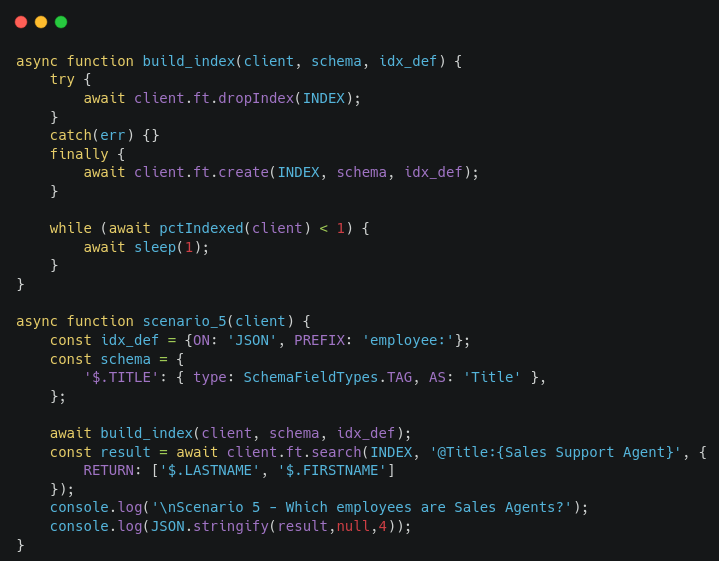 async function build_index(client, schema, idx_def) {
    try {
        await client.ft.dropIndex(INDEX);
    }
    catch(err) {}
    finally {
        await client.ft.create(INDEX, schema, idx_def);
    }

    while (await pctIndexed(client) < 1) {
        await sleep(1);
    }
}

async function scenario_5(client) {
    const idx_def = {ON: 'JSON', PREFIX: 'employee:'};
    const schema = {
        '$.TITLE': { type: SchemaFieldTypes.TAG, AS: 'Title' },
    };

    await build_index(client, schema, idx_def);
    const result = await client.ft.search(INDEX, '@Title:{Sales Support Agent}', {
        RETURN: ['$.LASTNAME', '$.FIRSTNAME']
    });
    console.log('\nScenario 5 - Which employees are Sales Agents?');
    console.log(JSON.stringify(result,null,4));
}